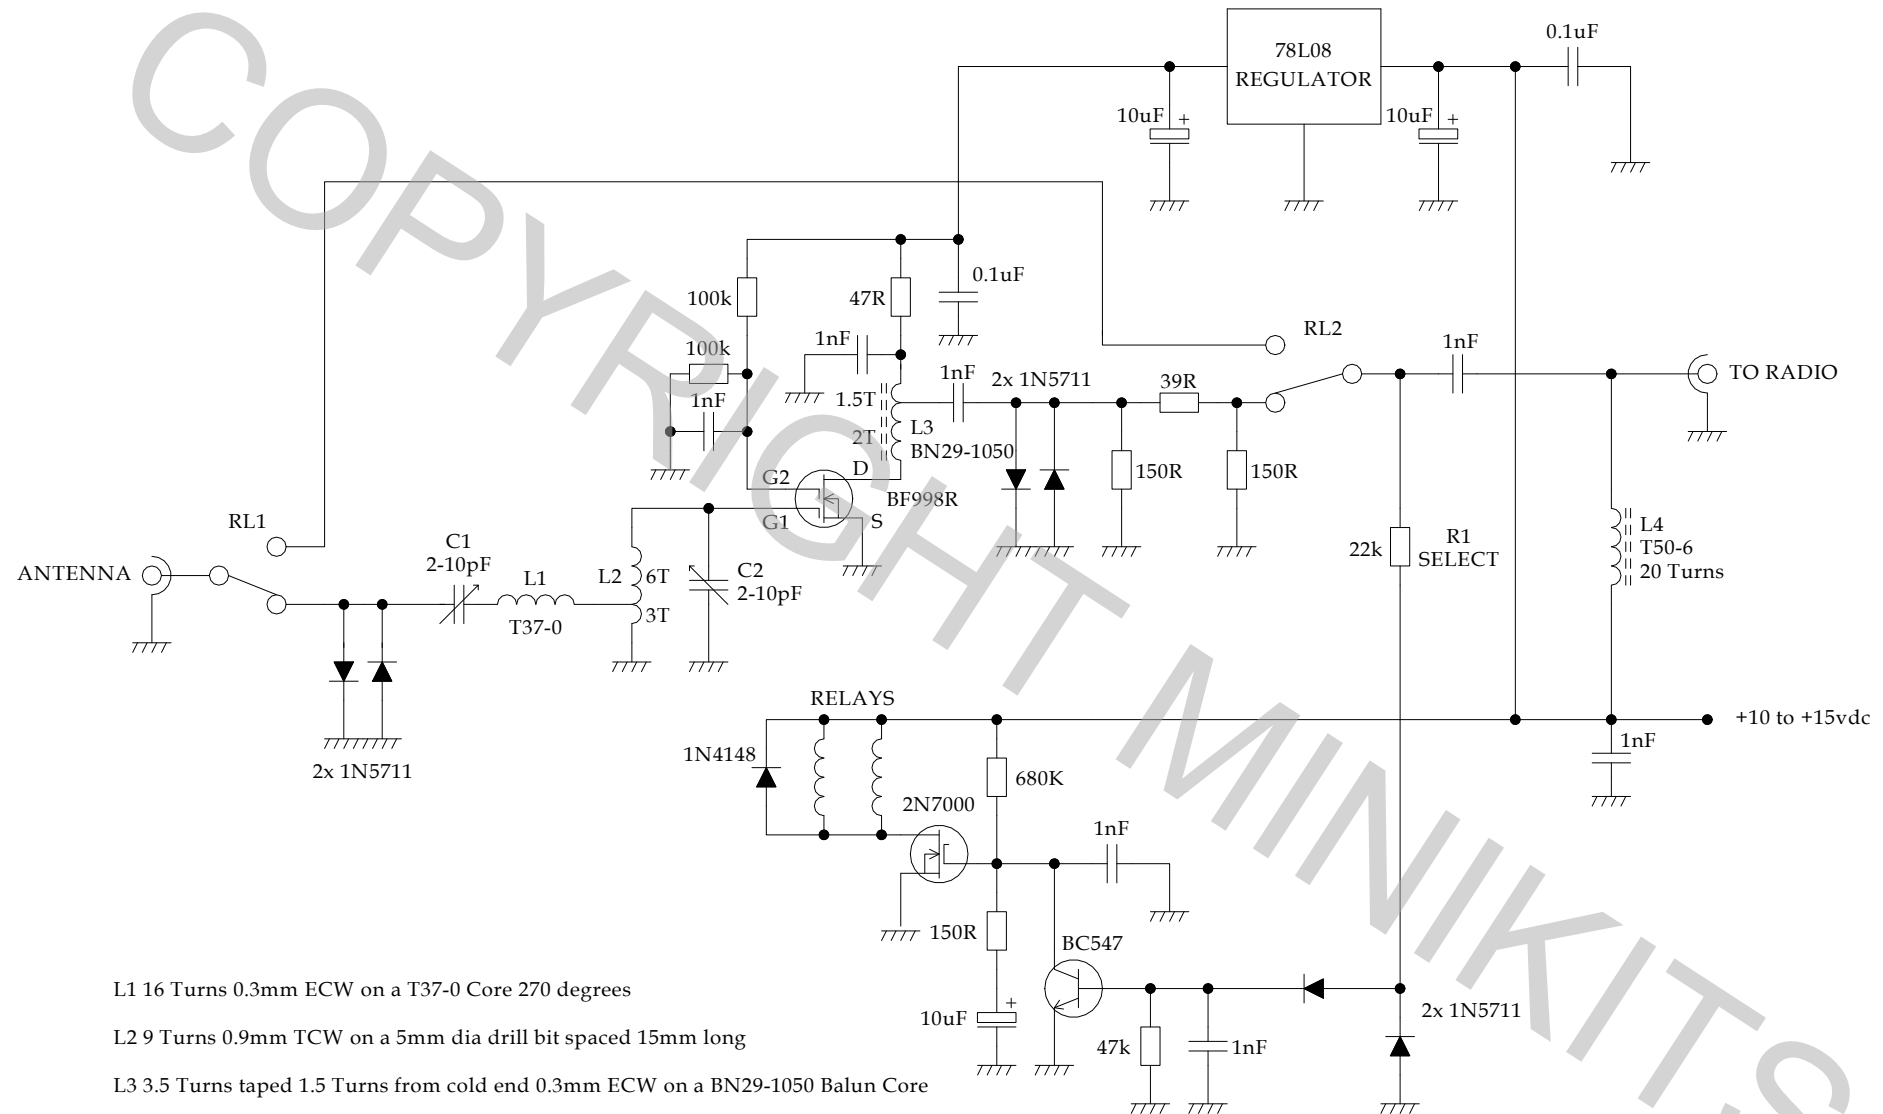 78L08
REGULATOR
0.1uF
10uF
+
10uF
+
100k
47R
0.1uF
100k
1nF
RL2
1nF
1nF
1nF
2x 1N5711
39R
TO RADIO
1.5T
2T
L3
BN29-1050
150R
150R
G2
D
BF998R
G1
S
RL1
ANTENNA
C1
2-10pF
L1
T37-0
L2
6T
3T
C2
2-10pF
22k
R1
SELECT
L4
T50-6
20 Turns
2x 1N5711
RELAYS
+10 to +15vdc
1N4148
680K
1nF
2N7000
1nF
150R
BC547
10uF
+
47k
1nF
2x 1N5711
L1 16 Turns 0.3mm ECW on a T37-0 Core 270 degrees
L2 9 Turns 0.9mm TCW on a 5mm dia drill bit spaced 15mm long
L3 3.5 Turns taped 1.5 Turns from cold end 0.3mm ECW on a BN29-1050 Balun Core
COPYRIGHT MINIKITS